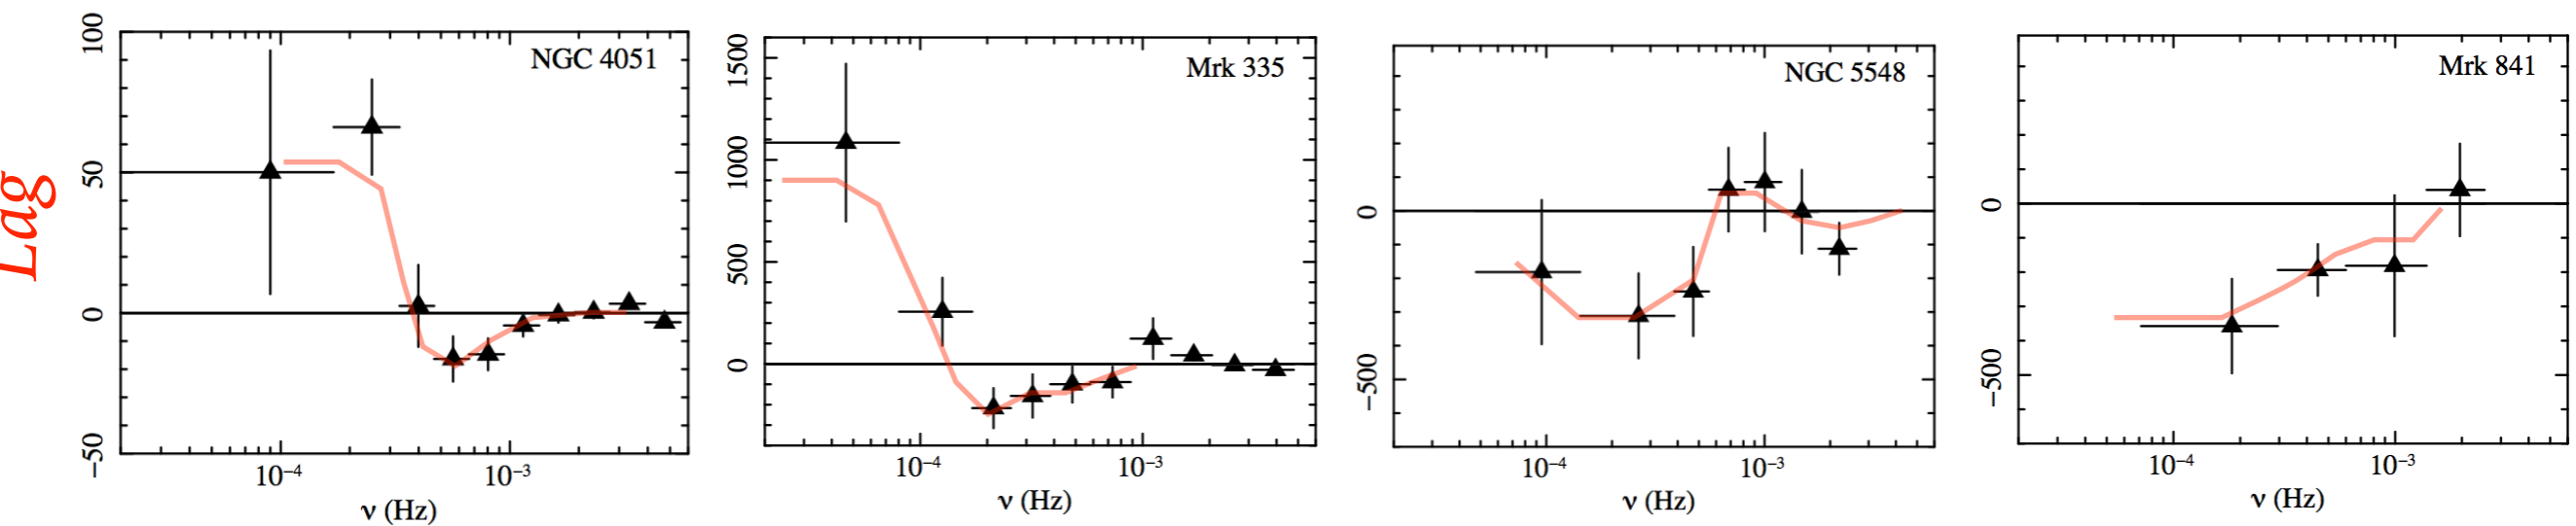 Lag
100
50
0
−50
NGC 4051
10⁻⁴
10⁻³
ν (Hz)
1500
1000
500
0
Mrk 335
10⁻⁴
10⁻³
ν (Hz)
0
−500
NGC 5548
10⁻⁴
10⁻³
ν (Hz)
0
−500
Mrk 841
10⁻⁴
10⁻³
ν (Hz)